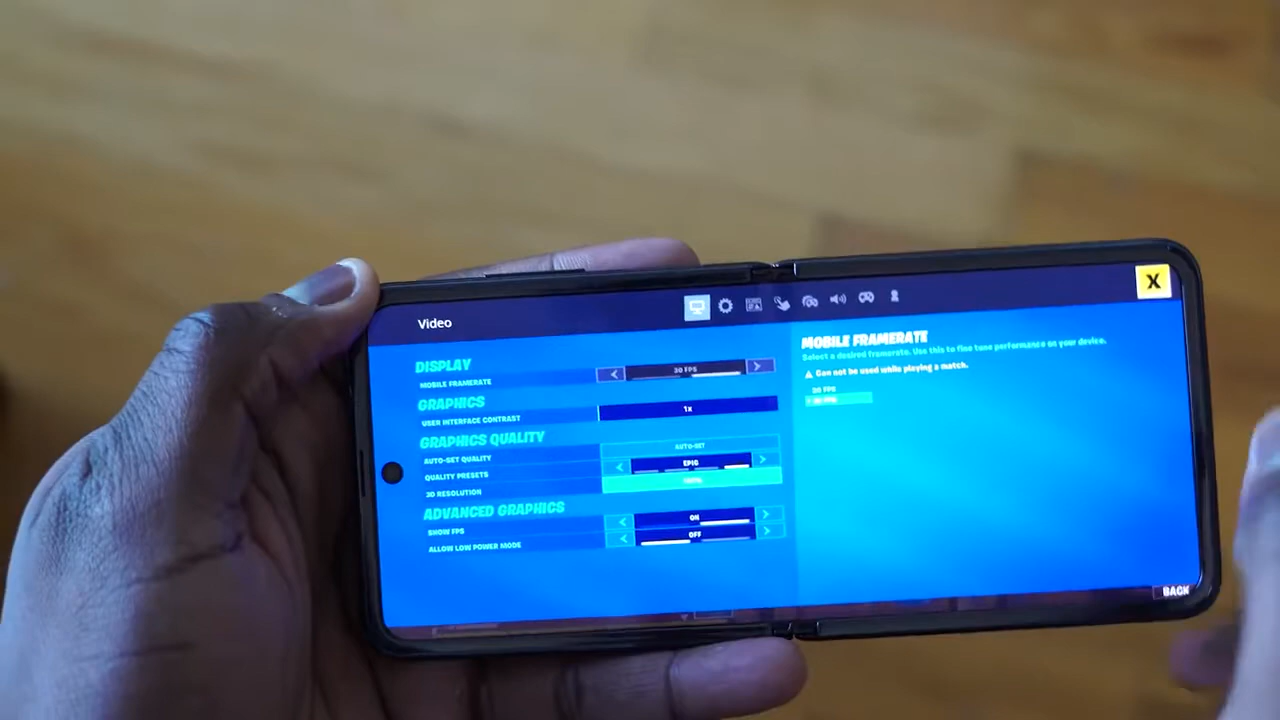 Video
X
DISPLAY
MOBILE FRAMERATE
30 FPS
GRAPHICS
USER INTERFACE CONTRAST
1x
GRAPHICS QUALITY
AUTO-SET QUALITY
AUTO-SET
QUALITY PRESETS
EPIC
3D RESOLUTION
ADVANCED GRAPHICS
SHOW FPS
ON
ALLOW LOW POWER MODE
OFF
MOBILE FRAMERATE
Select a desired framerate. Use this to fine tune performance on your device.
Can not be used while playing a match.
30 FPS
BACK